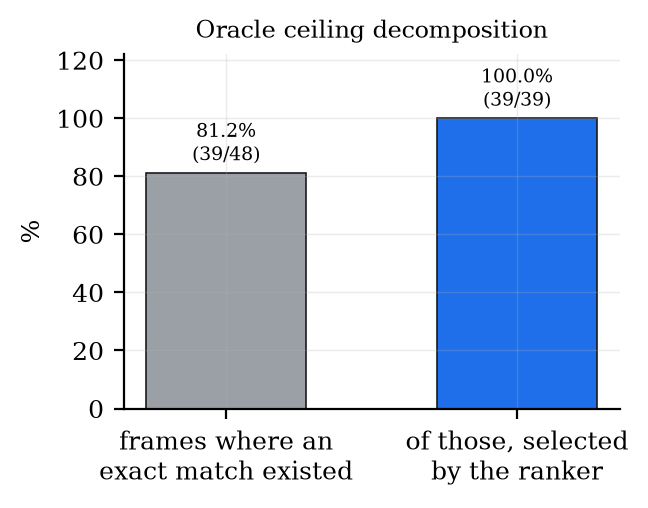 Oracle ceiling decomposition
120
100
80
60
40
20
0
%
81.2%
(39/48)
100.0%
(39/39)
frames where an
exact match existed
of those, selected
by the ranker